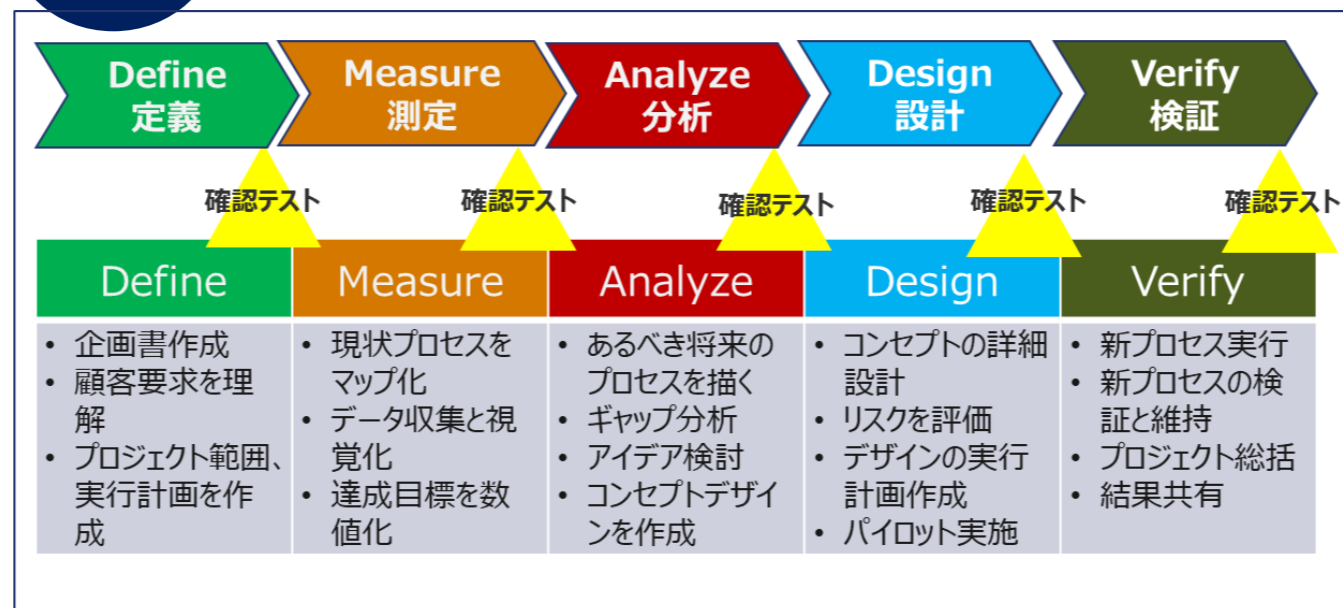 Define
定義
Measure
測定
Analyze
分析
Design
設計
Verify
検証
確認テスト
確認テスト
確認テスト
確認テスト
確認テスト
Define
Measure
Analyze
Design
Verify
• 企画書作成
• 顧客要求を理
解
• プロジェクト範囲、
実行計画を作
成
• 現状プロセスを
マップ化
• データ収集と視
覚化
• 達成目標を数
値化
• あるべき将来の
プロセスを描く
• ギャップ分析
• アイデア検討
• コンセプトデザイ
ンを作成
• コンセプトの詳細
設計
• リスクを評価
• デザインの実行
計画作成
• パイロット実施
• 新プロセス実行
• 新プロセスの検
証と維持
• プロジェクト総括
• 結果共有